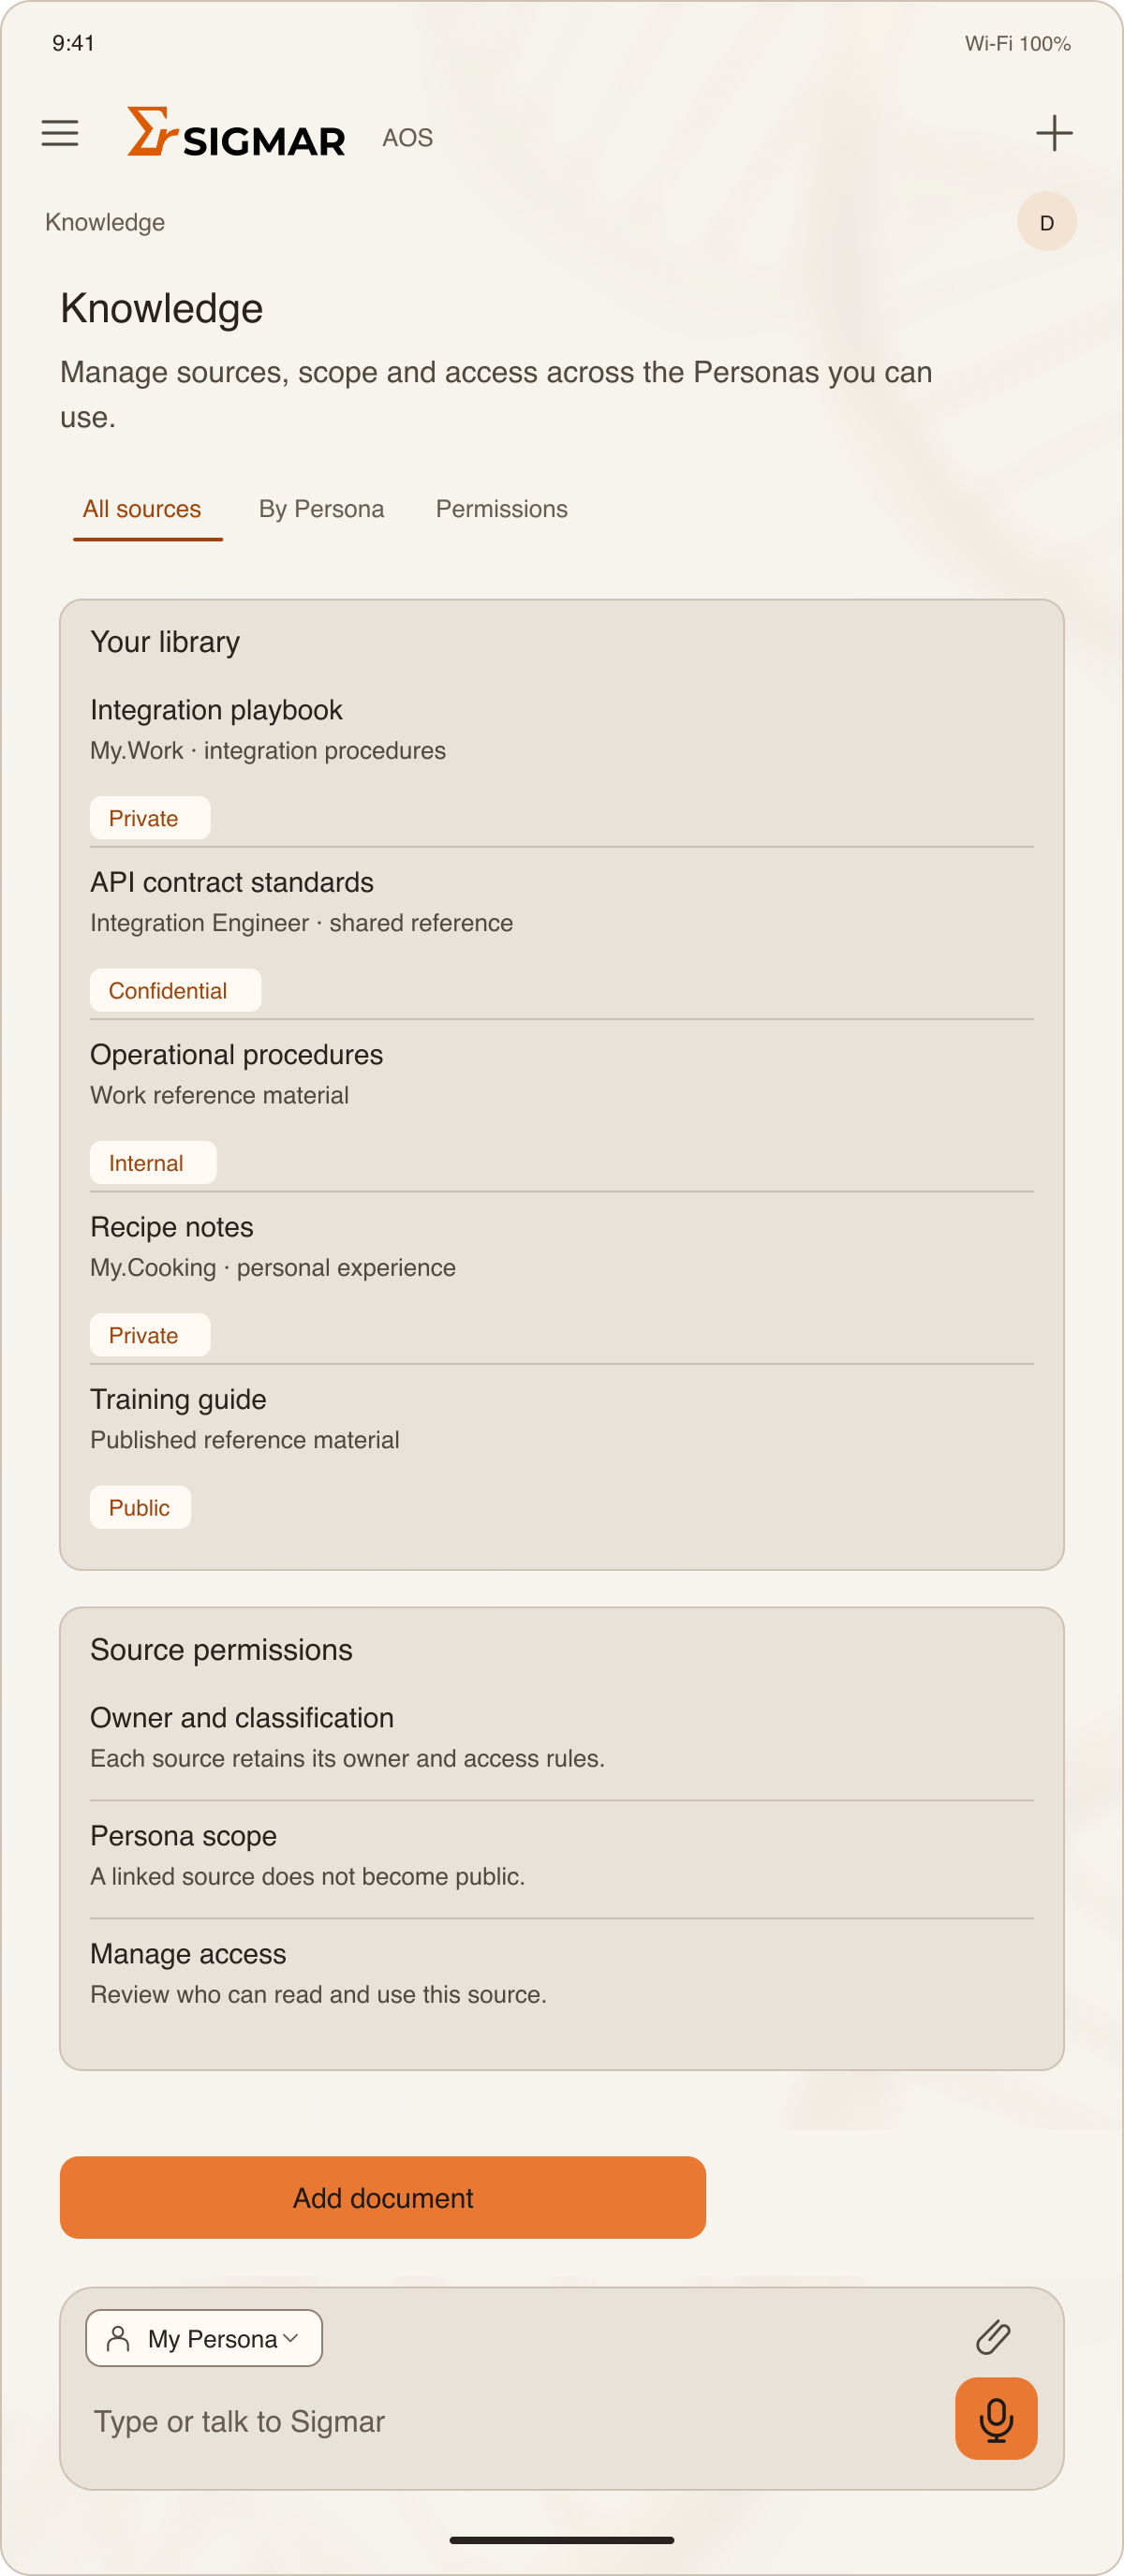 9:41
Wi-Fi 100%
Σr SIGMAR AOS
Knowledge
D
Knowledge
Manage sources, scope and access across the Personas you can
use.
All sources
By Persona
Permissions
Your library
Integration playbook
My.Work · integration procedures
Private
API contract standards
Integration Engineer · shared reference
Confidential
Operational procedures
Work reference material
Internal
Recipe notes
My.Cooking · personal experience
Private
Training guide
Published reference material
Public
Source permissions
Owner and classification
Each source retains its owner and access rules.
Persona scope
A linked source does not become public.
Manage access
Review who can read and use this source.
Add document
My Persona
Type or talk to Sigmar